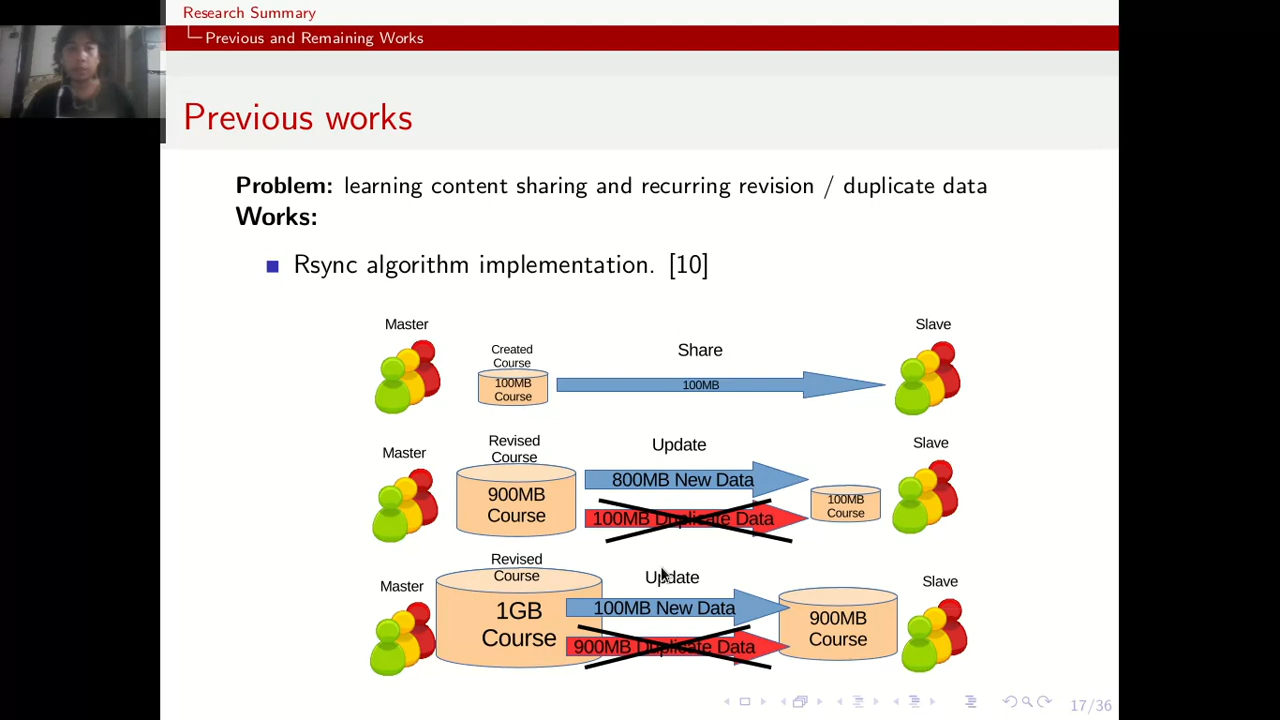 Research Summary
Previous and Remaining Works
Previous works
Problem: learning content sharing and recurring revision / duplicate data
Works:
Rsync algorithm implementation. [10]
Master
Created
Course
100MB
Course
Share
100MB
Slave
Master
Revised
Course
900MB
Course
Update
800MB New Data
100MB Duplicate Data
100MB
Course
Slave
Master
Revised
Course
1GB
Course
Update
100MB New Data
900MB Duplicate Data
900MB
Course
Slave
17/36